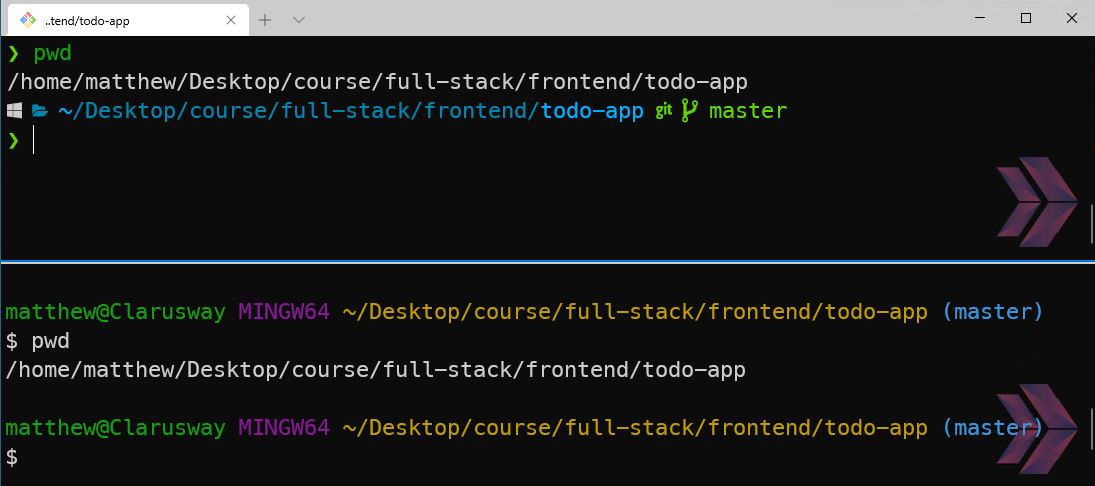 ..tend/todo-app
❯ pwd
/home/matthew/Desktop/course/full-stack/frontend/todo-app
~/Desktop/course/full-stack/frontend/todo-app git master
❯
matthew@Clarusway MINGW64 ~/Desktop/course/full-stack/frontend/todo-app (master)
$ pwd
/home/matthew/Desktop/course/full-stack/frontend/todo-app
matthew@Clarusway MINGW64 ~/Desktop/course/full-stack/frontend/todo-app (master)
$